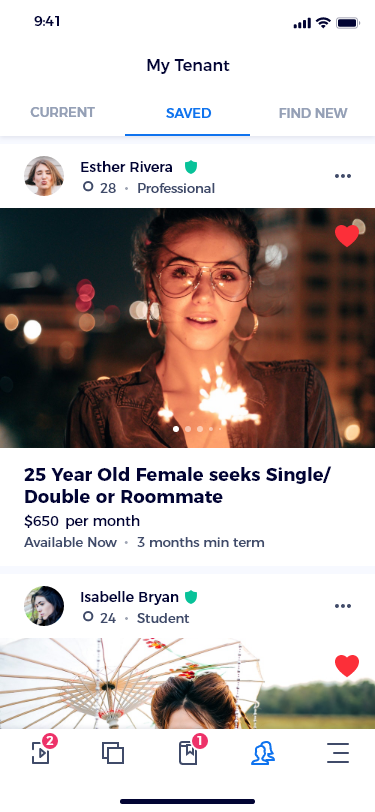 9:41
My Tenant
CURRENT
SAVED
FIND NEW
Esther Rivera
28 • Professional
25 Year Old Female seeks Single/
Double or Roommate
$650 per month
Available Now • 3 months min term
Isabelle Bryan
24 • Student
2
1